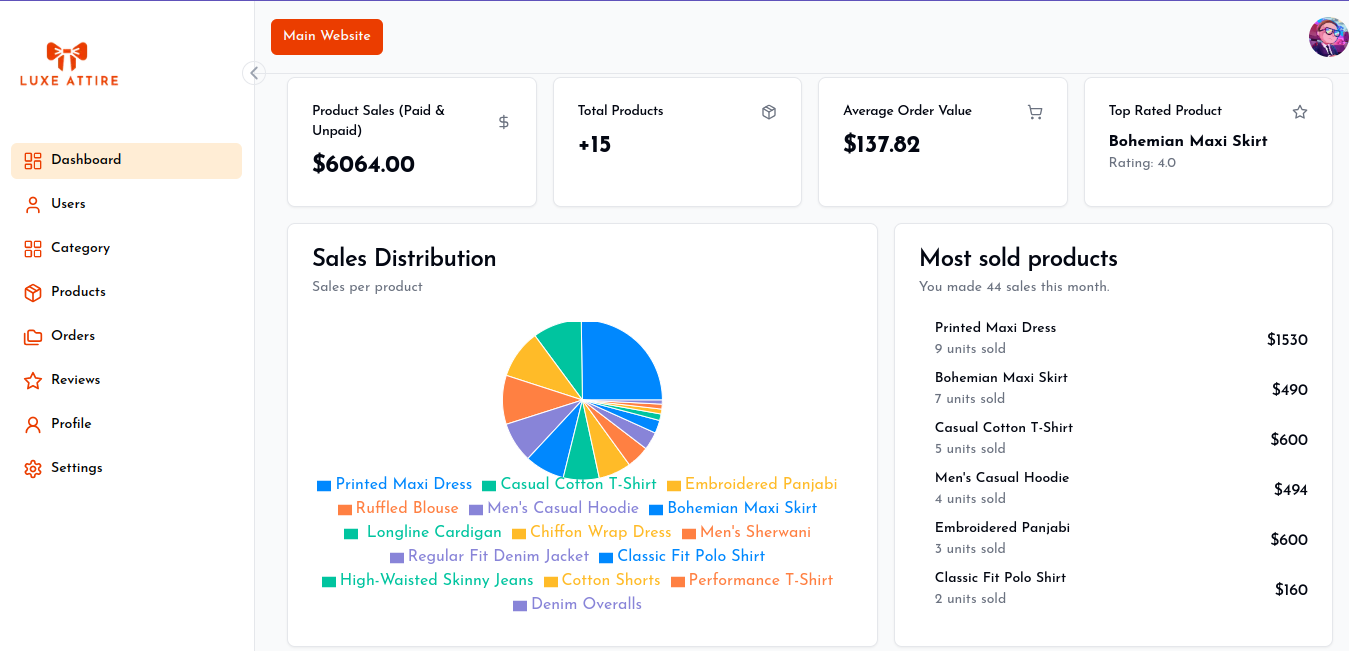 LUXE ATTIRE
Main Website
Dashboard
Users
Category
Products
Orders
Reviews
Profile
Settings
Product Sales (Paid &
Unpaid)
$6064.00
Total Products
+15
Average Order Value
$137.82
Top Rated Product
Bohemian Maxi Skirt
Rating: 4.0
Sales Distribution
Sales per product
Printed Maxi Dress Casual Cotton T-Shirt Embroidered Panjabi
Ruffled Blouse Men's Casual Hoodie Bohemian Maxi Skirt
Longline Cardigan Chiffon Wrap Dress Men's Sherwani
Regular Fit Denim Jacket Classic Fit Polo Shirt
High-Waisted Skinny Jeans Cotton Shorts Performance T-Shirt
Denim Overalls
Most sold products
You made 44 sales this month.
Printed Maxi Dress
9 units sold
$1530
Bohemian Maxi Skirt
7 units sold
$490
Casual Cotton T-Shirt
5 units sold
$600
Men's Casual Hoodie
4 units sold
$494
Embroidered Panjabi
3 units sold
$600
Classic Fit Polo Shirt
2 units sold
$160